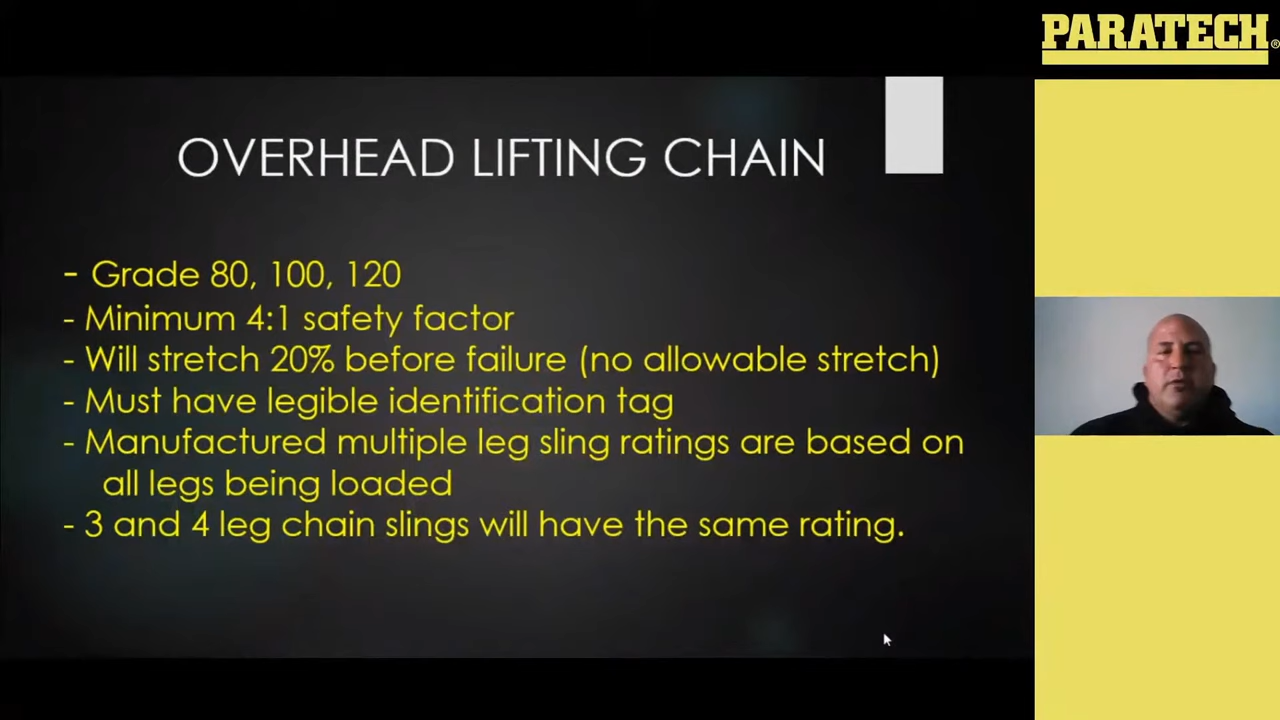 PARATECH®
OVERHEAD LIFTING CHAIN
- Grade 80, 100, 120
- Minimum 4:1 safety factor
- Will stretch 20% before failure (no allowable stretch)
- Must have legible identification tag
- Manufactured multiple leg sling ratings are based on
all legs being loaded
- 3 and 4 leg chain slings will have the same rating.